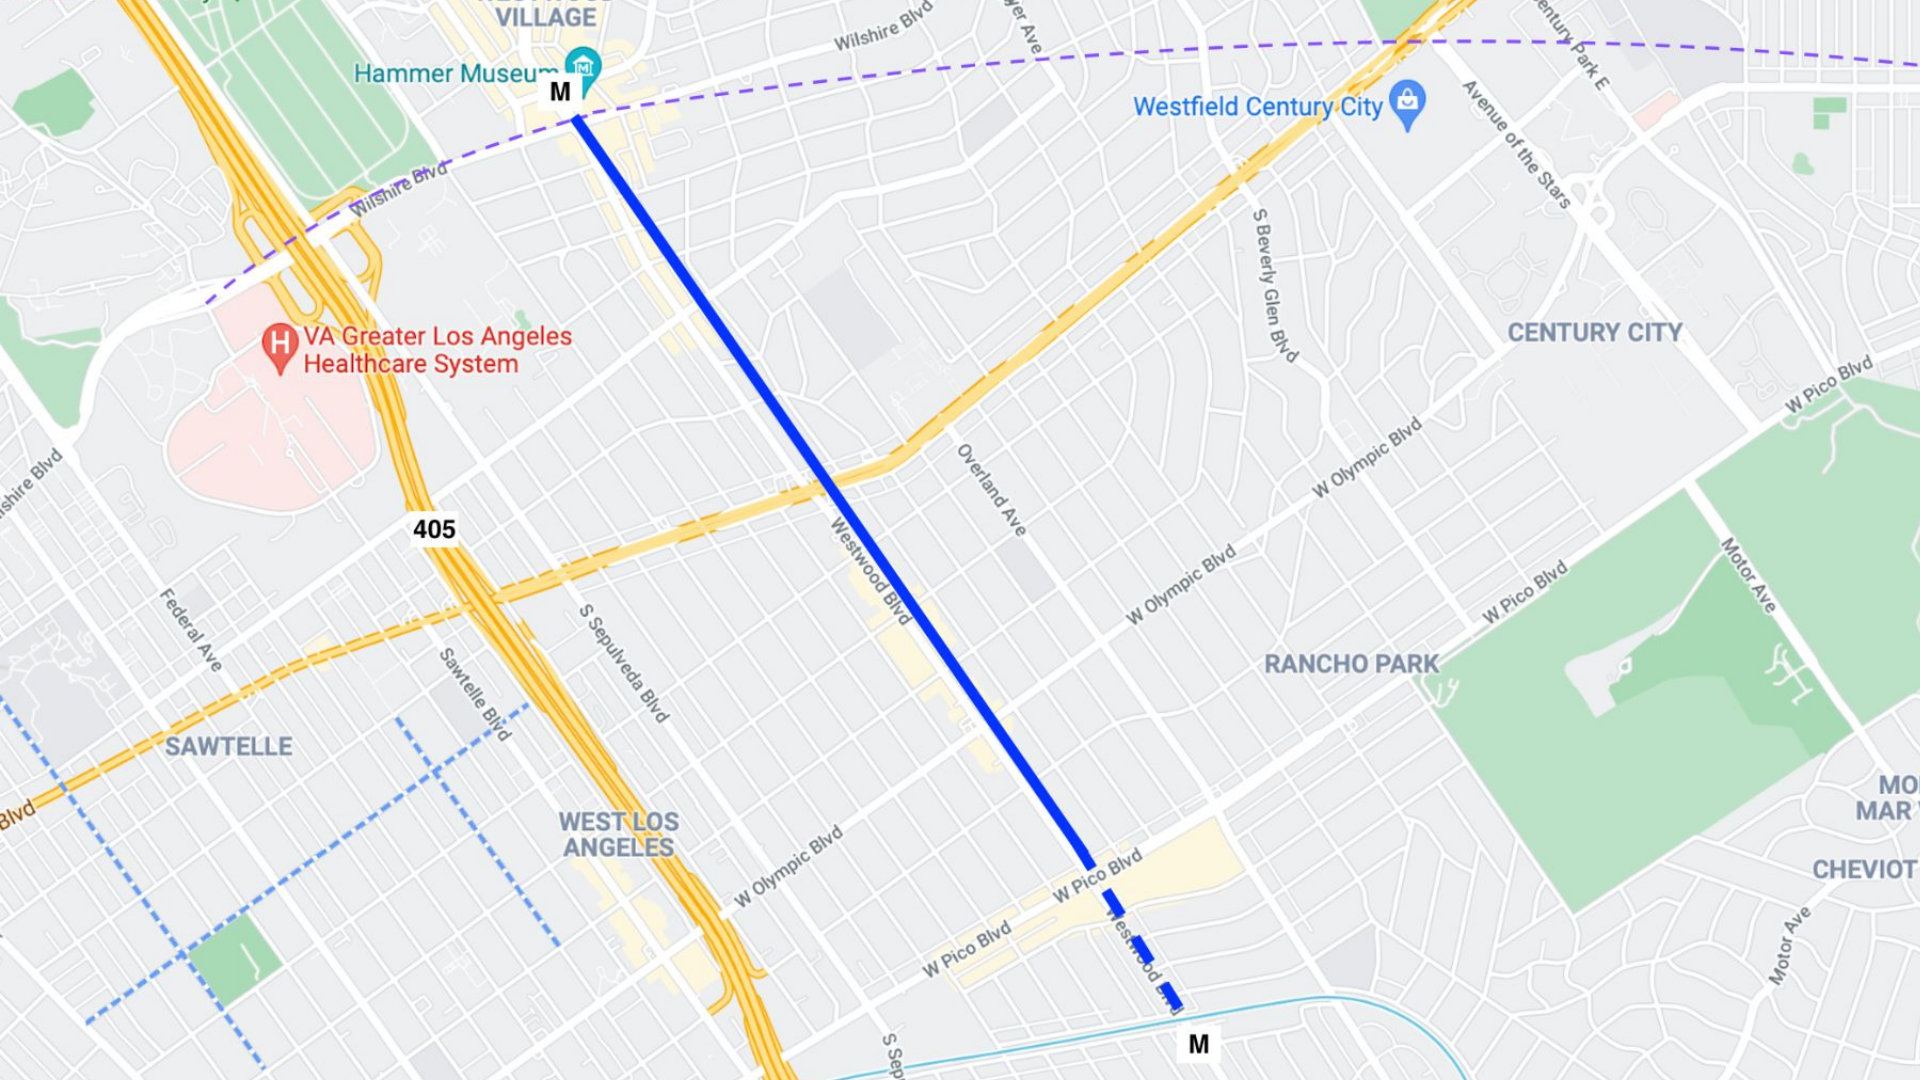 VILLAGE
Wilshire Blvd
Hammer Museum
M
Westfield Century City
Century Park E
Avenue of the Stars
Wilshire Blvd
S Beverly Glen Blvd
VA Greater Los Angeles
Healthcare System
CENTURY CITY
W Pico Blvd
W Olympic Blvd
Overland Ave
405
Westwood Blvd
W Olympic Blvd
Motor Ave
W Pico Blvd
Federal Ave
S Sepulveda Blvd
Sawtelle Blvd
RANCHO PARK
SAWTELLE
Blvd
WEST LOS
ANGELES
W Olympic Blvd
W Pico Blvd
MAR
CHEVIOT
W Pico Blvd
Westwood Blvd
Motor Ave
M